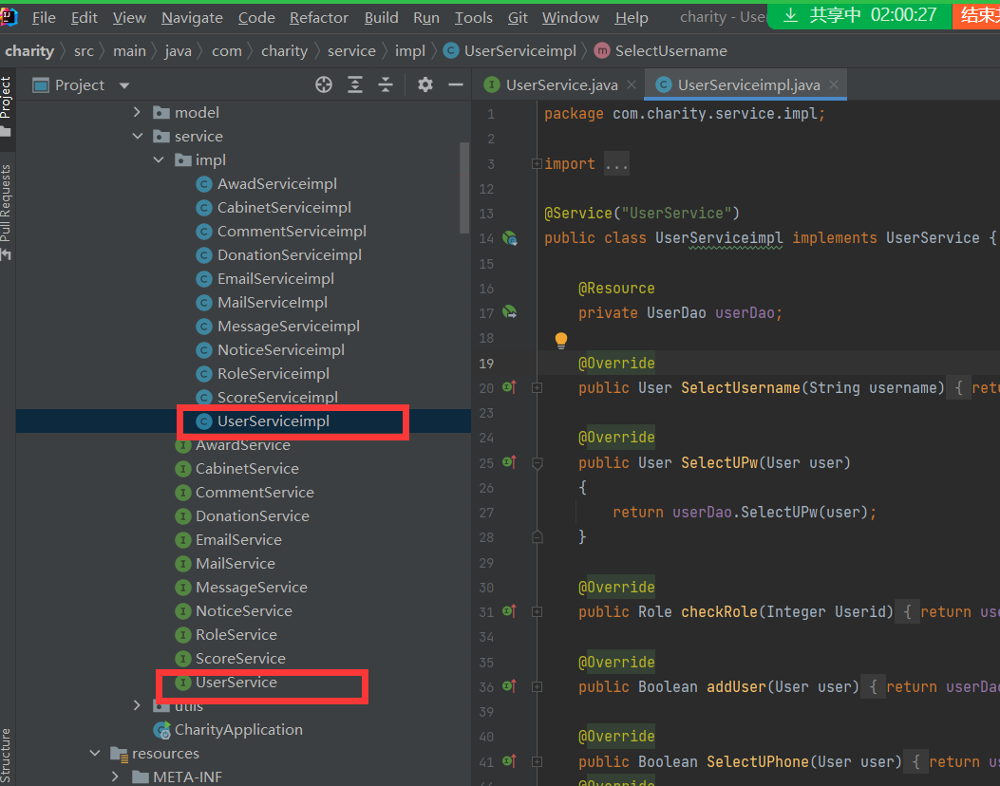 File Edit View Navigate Code Refactor Build Run Tools Git Window Help charity - Use 共享中 02:00:27 结束共
charity src main java com charity service impl UserServiceimpl SelectUsername
Project
UserService.java UserServiceimpl.java
Project
Pull Requests
Structure
model
service
impl
AwadServiceimpl
CabinetServiceimpl
CommentServiceimpl
DonationServiceimpl
EmailServiceimpl
MailServiceImpl
MessageServiceimpl
NoticeServiceimpl
RoleServiceimpl
ScoreServiceimpl
UserServiceimpl
AwardService
CabinetService
CommentService
DonationService
EmailService
MailService
MessageService
NoticeService
RoleService
ScoreService
UserService
utils
CharityApplication
resources
META-INF
1 package com.charity.service.impl;
2
3 import ...
12
13 @Service("UserService")
14 public class UserServiceimpl implements UserService {
15
16 @Resource
17 private UserDao userDao;
18
19 @Override
20 public User SelectUsername(String username) { retu
23
24 @Override
25 public User SelectUPw(User user)
26 {
27 return userDao.SelectUPw(user);
28 }
29
30 @Override
31 public Role checkRole(Integer Userid) { return use
34
35 @Override
36 public Boolean addUser(User user) { return userDao
39
40 @Override
41 public Boolean SelectUPhone(User user) { return us
@Override